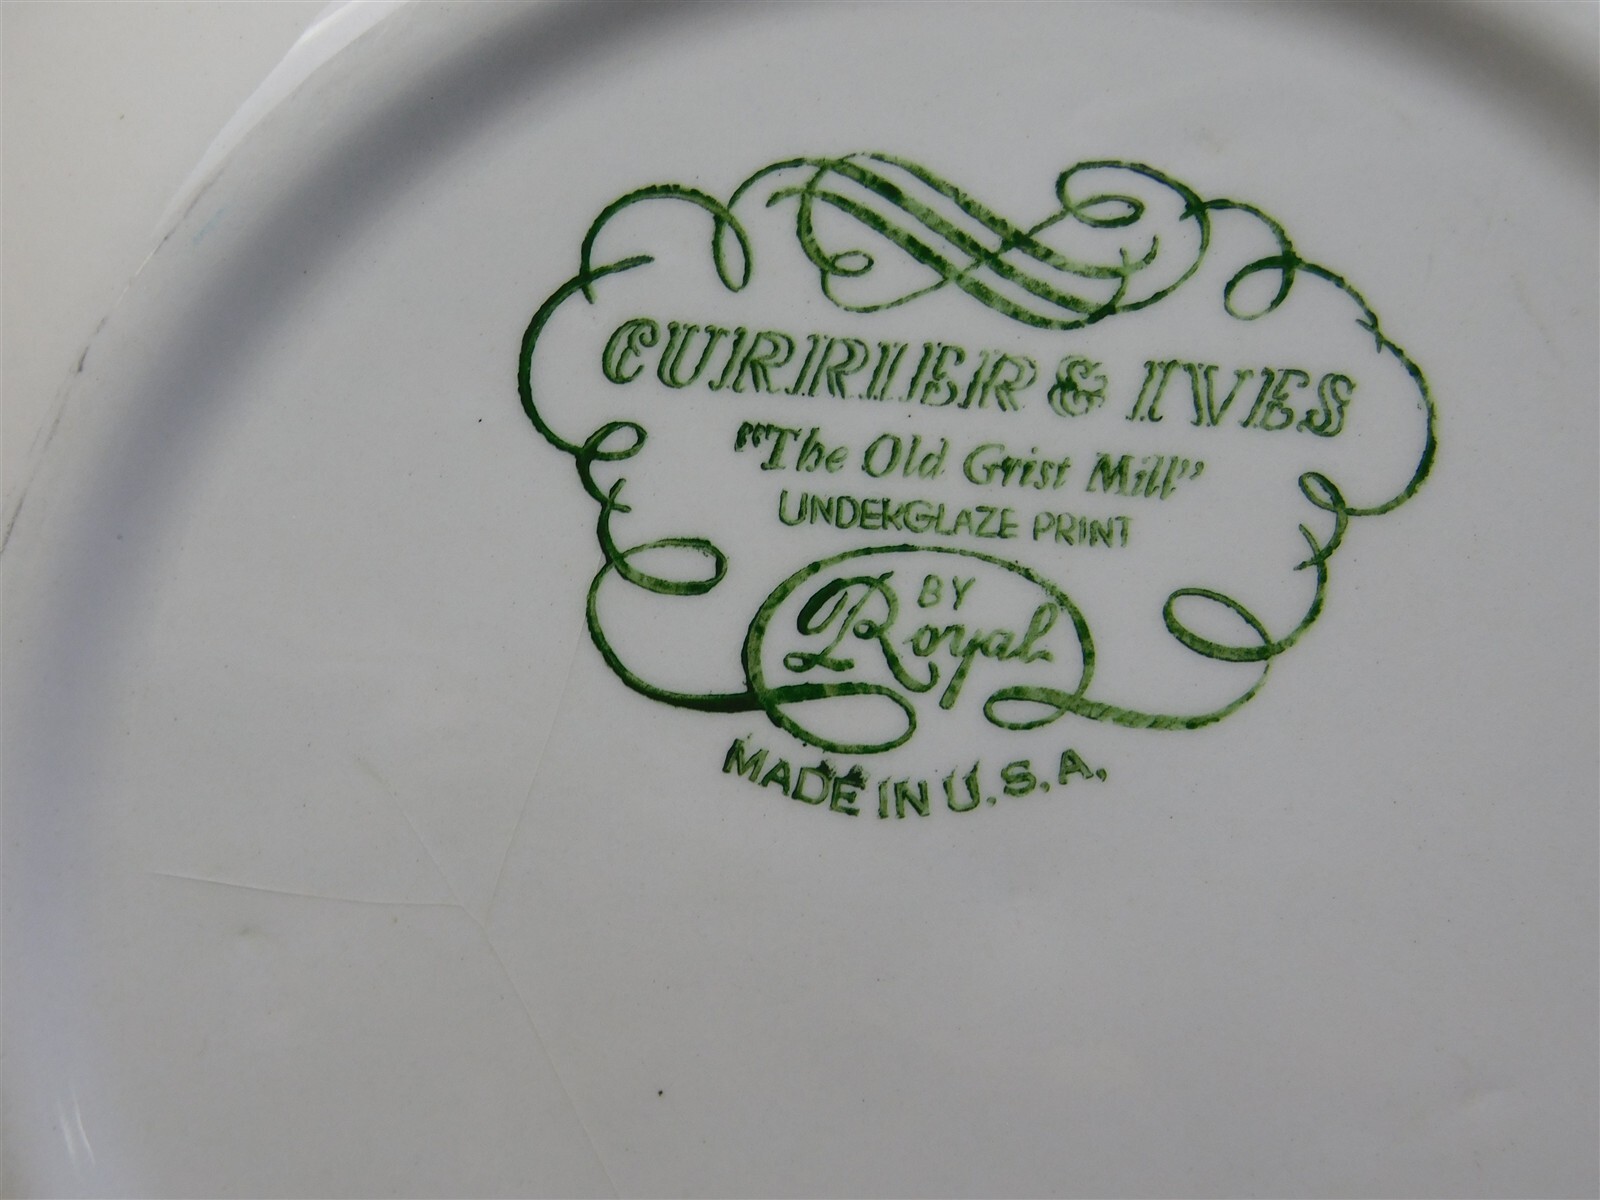 CURRIER & IVES
"The Old Grist Mill"
UNDERGLAZE PRINT
BY
Royal
MADE IN U.S.A.